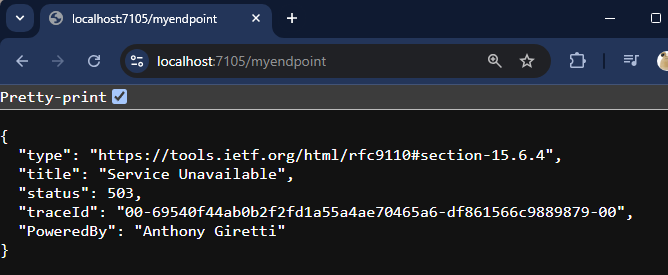 localhost:7105/myendpoint
localhost:7105/myendpoint
Pretty-print
{
"type": "https://tools.ietf.org/html/rfc9110#section-15.6.4",
"title": "Service Unavailable",
"status": 503,
"traceId": "00-69540f44ab0b2f2fd1a55a4ae70465a6-df861566c9889879-00",
"PoweredBy": "Anthony Giretti"
}